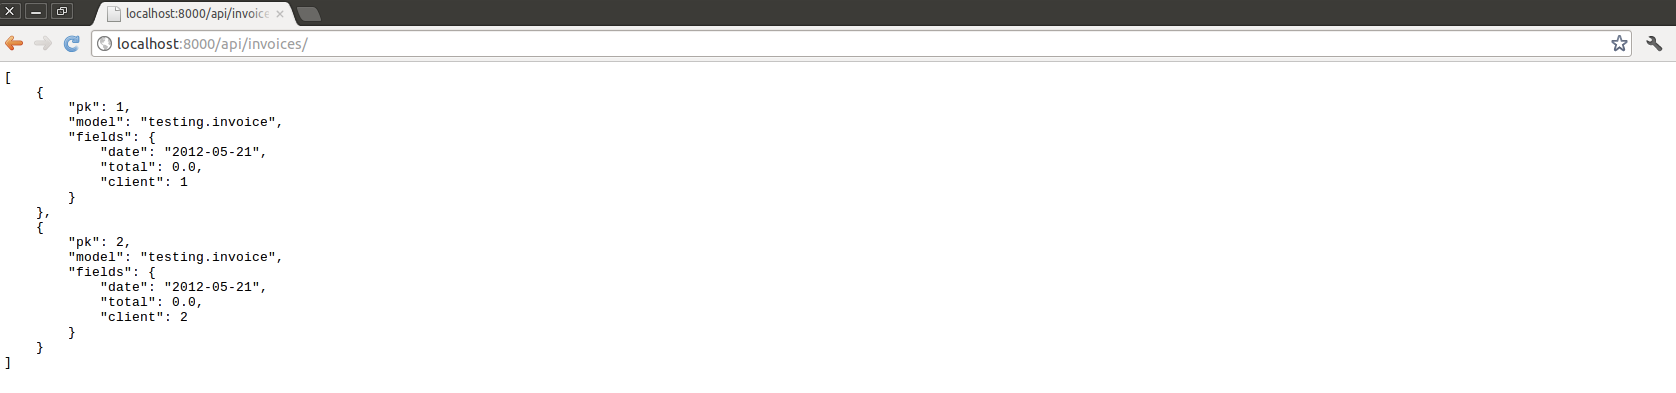 localhost:8000/api/invoice
localhost:8000/api/invoices/
[
    {
        "pk": 1,
        "model": "testing.invoice",
        "fields": {
            "date": "2012-05-21",
            "total": 0.0,
            "client": 1
        }
    },
    {
        "pk": 2,
        "model": "testing.invoice",
        "fields": {
            "date": "2012-05-21",
            "total": 0.0,
            "client": 2
        }
    }
]